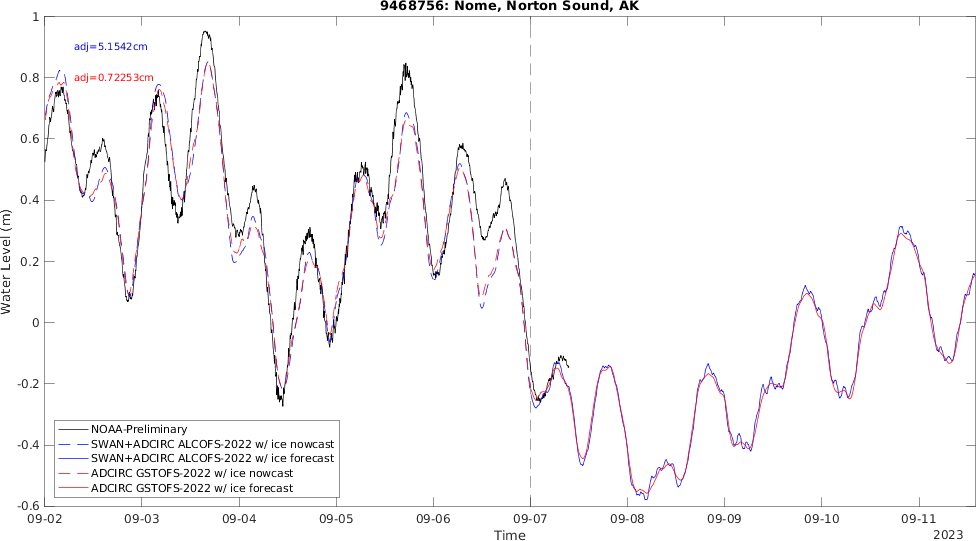 9468756: Nome, Norton Sound, AK
1
0.8
0.6
0.4
0.2
0
-0.2
-0.4
-0.6
Water Level (m)
adj=5.1542cm
adj=0.72253cm
NOAA-Preliminary
SWAN+ADCIRC ALCOFS-2022 w/ ice nowcast
SWAN+ADCIRC ALCOFS-2022 w/ ice forecast
ADCIRC GSTOFS-2022 w/ ice nowcast
ADCIRC GSTOFS-2022 w/ ice forecast
09-02 09-03 09-04 09-05 09-06 09-07 09-08 09-09 09-10 09-11
Time
2023